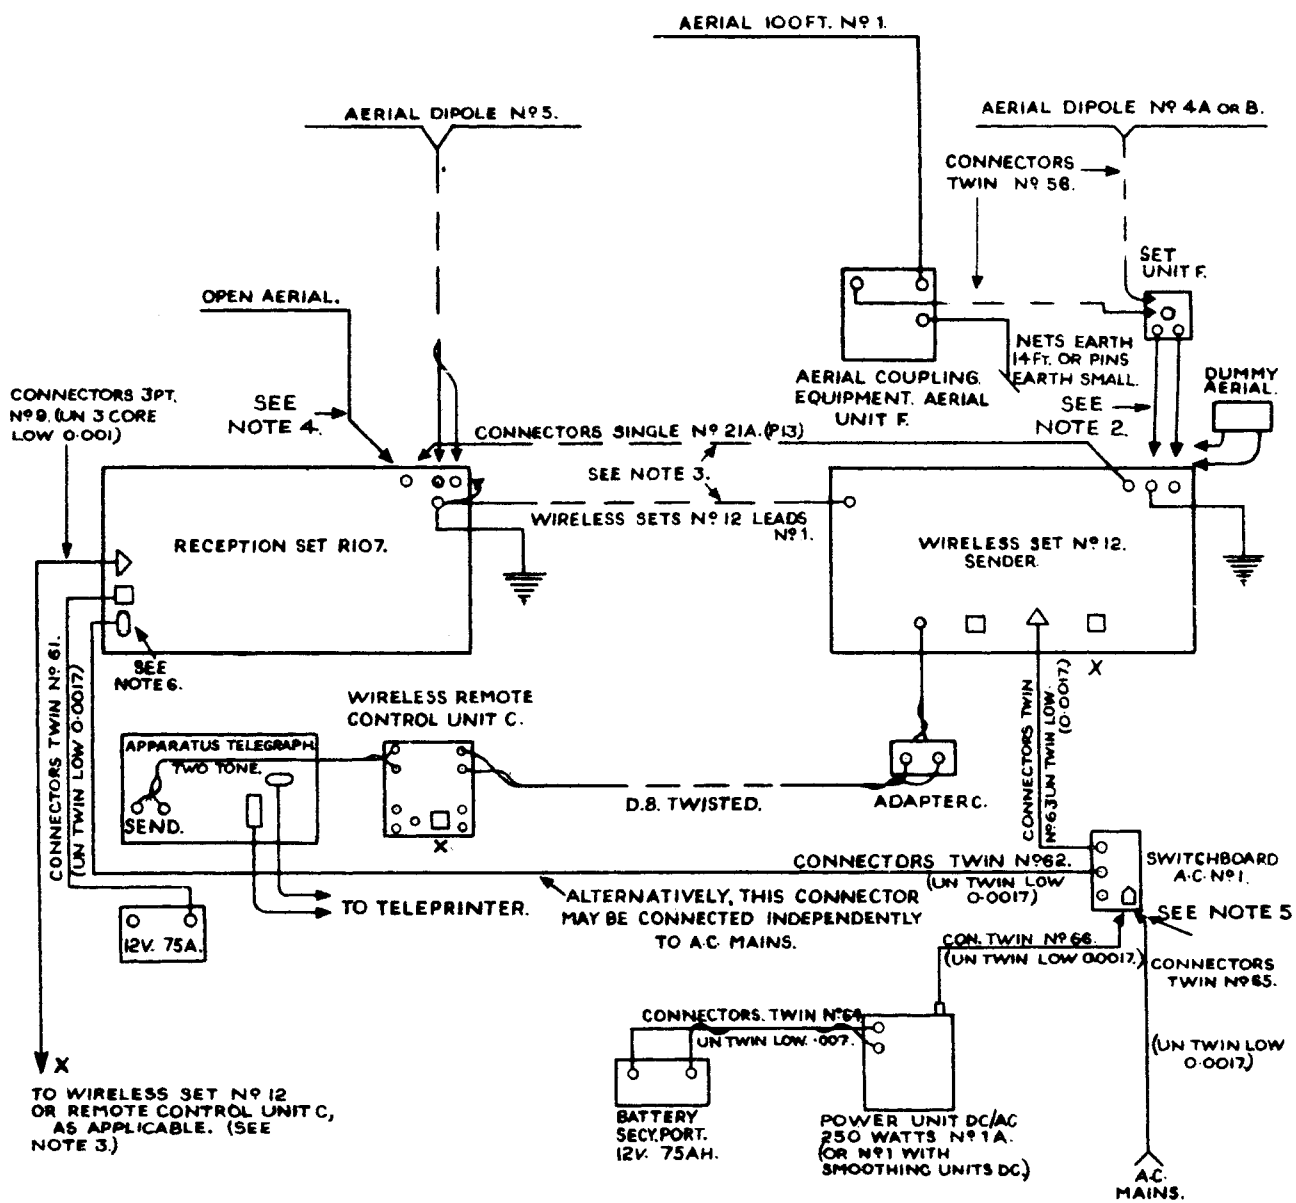 AERIAL 100FT. Nº 1.
AERIAL DIPOLE Nº 5.
AERIAL DIPOLE Nº 4A OR B.
CONNECTORS
TWIN Nº 56.
SET
UNIT F.
OPEN AERIAL.
NETS EARTH
14FT. OR PINS
EARTH SMALL.
AERIAL COUPLING.
EQUIPMENT. AERIAL
UNIT F.
DUMMY
AERIAL.
CONNECTORS 3PT.
Nº 9. (UN 3 CORE
LOW 0·001)
SEE
NOTE 4.
SEE
NOTE 2.
CONNECTORS SINGLE Nº 21A. (P13)
SEE NOTE 3.
WIRELESS SETS Nº 12 LEADS
Nº 1.
RECEPTION SET R107.
WIRELESS SET Nº 12.
SENDER.
X
SEE
NOTE 6.
CONNECTORS TWIN Nº 61.
(UN TWIN LOW 0·0017)
WIRELESS REMOTE
CONTROL UNIT C.
CONNECTORS TWIN
Nº 63 UN TWIN LOW.
(0·0017)
APPARATUS TELEGRAPH
TWO TONE.
SEND.
X
D.8. TWISTED.
ADAPTER C.
CONNECTORS TWIN Nº 62.
(UN TWIN LOW
0·0017)
SWITCHBOARD
A.C. Nº 1.
SEE NOTE 5
TO TELEPRINTER.
ALTERNATIVELY, THIS CONNECTOR
MAY BE CONNECTED INDEPENDENTLY
TO A.C. MAINS.
12V. 75A.
CON. TWIN Nº 66.
(UN TWIN LOW 0.0017.)
CONNECTORS
TWIN Nº 65.
(UN TWIN LOW
0·0017.)
CONNECTORS. TWIN Nº 64
UN TWIN LOW. ·007.
X
TO WIRELESS SET Nº 12
OR REMOTE CONTROL UNIT C,
AS APPLICABLE. (SEE
NOTE 3.)
BATTERY
SECY. PORT.
12V. 75AH.
POWER UNIT DC/AC
250 WATTS Nº 1A.
(OR Nº 1 WITH
SMOOTHING UNITS DC.)
A.C.
MAINS.